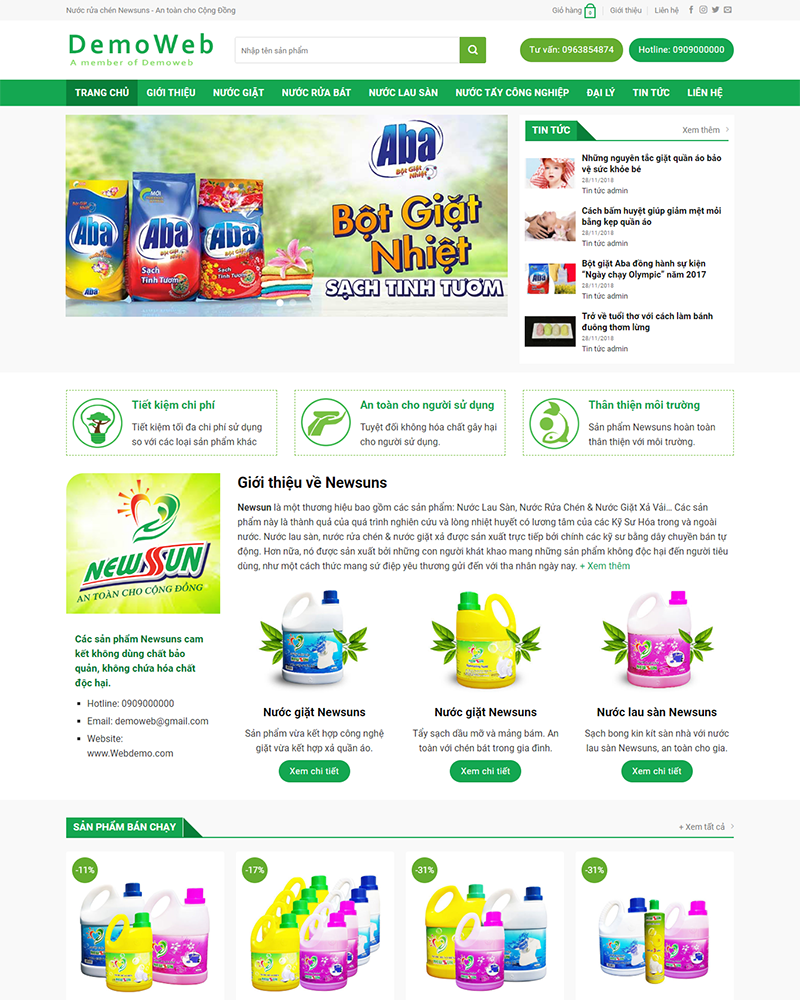 Nước rửa chén Newsuns - An toàn cho Cộng Đồng
Giỏ hàng 0 Giới thiệu Liên hệ
DemoWeb
A member of Demoweb
Nhập tên sản phẩm
Tư vấn: 0963854874
Hotline: 0909000000
TRANG CHỦ GIỚI THIỆU NƯỚC GIẶT NƯỚC RỬA BÁT NƯỚC LAU SÀN NƯỚC TẨY CÔNG NGHIỆP ĐẠI LÝ TIN TỨC LIÊN HỆ
Aba
Bột Giặt
Nhiệt
Bột Giặt
Nhiệt
SẠCH TINH TƯƠM
Aba
MỚI
Aba
Sạch
Tinh Tươm
Aba
Sạch
Tinh Tươm
TIN TỨC
Xem thêm
Những nguyên tắc giặt quần áo bảo
vệ sức khỏe bé
28/11/2018
Tin tức admin
Cách bấm huyệt giúp giảm mệt mỏi
bằng kẹp quần áo
28/11/2018
Tin tức admin
Bột giặt Aba đồng hành sự kiện
“Ngày chạy Olympic” năm 2017
28/11/2018
Tin tức admin
Trở về tuổi thơ với cách làm bánh
đuông thơm lừng
28/11/2018
Tin tức admin
Tiết kiệm chi phí
Tiết kiệm tối đa chi phí sử dụng
so với các loại sản phẩm khác
An toàn cho người sử dụng
Tuyệt đối không hóa chất gây hại
cho người sử dụng.
Thân thiện môi trường
Sản phẩm Newsuns hoàn toàn
thân thiện với môi trường.
NEWSSUN
AN TOÀN CHO CỘNG ĐỒNG
Các sản phẩm Newsuns cam
kết không dùng chất bảo
quản, không chứa hóa chất
độc hại.
Hotline: 0909000000
Email: demoweb@gmail.com
Website:
www.Webdemo.com
Giới thiệu về Newsuns
Newsun là một thương hiệu bao gồm các sản phẩm: Nước Lau Sàn, Nước Rửa Chén & Nước Giặt Xả Vải... Các sản
phẩm này là thành quả của quá trình nghiên cứu và lòng nhiệt huyết có lương tâm của các Kỹ Sư Hóa trong và ngoài
nước. Nước lau sàn, nước rửa chén & nước giặt xả được sản xuất trực tiếp bởi chính các kỹ sư bằng dây chuyền bán tự
động. Hơn nữa, nó được sản xuất bởi những con người khát khao mang những sản phẩm không độc hại đến người tiêu
dùng, như một cách thức mang sứ điệp yêu thương gửi đến với tha nhân ngày nay. + Xem thêm
Nước giặt Newsuns
Sản phẩm vừa kết hợp công nghệ
giặt vừa kết hợp xả quần áo.
Xem chi tiết
Nước giặt Newsuns
Tẩy sạch dầu mỡ và mảng bám. An
toàn với chén bát trong gia đình.
Xem chi tiết
Nước lau sàn Newsuns
Sạch bong kin kít sàn nhà với nước
lau sàn Newsuns, an toàn cho gia.
Xem chi tiết
SẢN PHẨM BÁN CHẠY
+ Xem tất cả
-11%
-17%
-31%
-31%